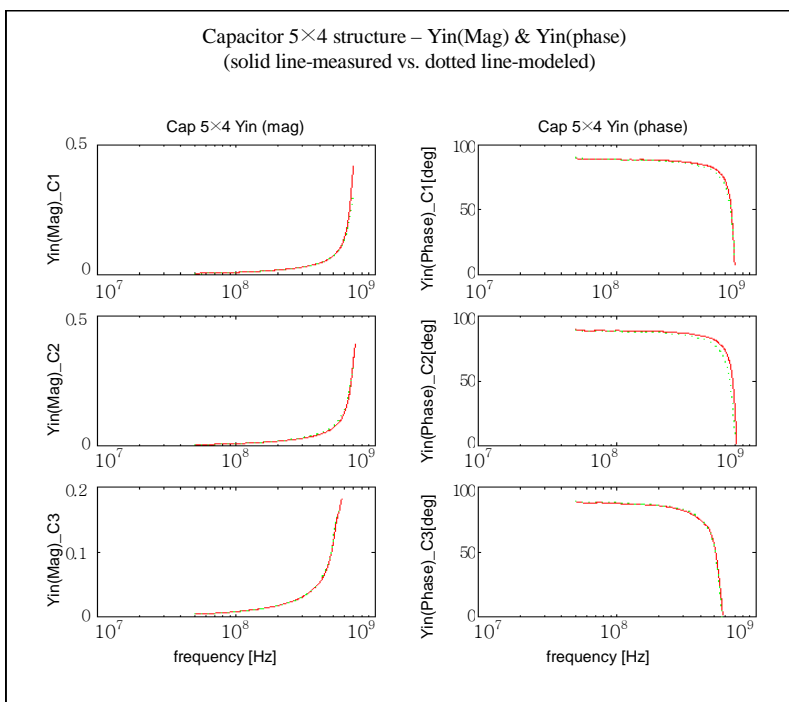 Capacitor 5×4 structure – Yin(Mag) & Yin(phase)
(solid line-measured vs. dotted line-modeled)
Cap 5×4 Yin (mag)
0.5
0
Yin(Mag)_C1
10^7 10^8 10^9
Cap 5×4 Yin (phase)
100
50
0
Yin(Phase)_C1[deg]
10^7 10^8 10^9
0.5
0
Yin(Mag)_C2
10^7 10^8 10^9
100
50
0
Yin(Phase)_C2[deg]
10^7 10^8 10^9
0.2
0.1
0
Yin(Mag)_C3
10^7 10^8 10^9
frequency [Hz]
100
50
0
Yin(Phase)_C3[deg]
10^7 10^8 10^9
frequency [Hz]